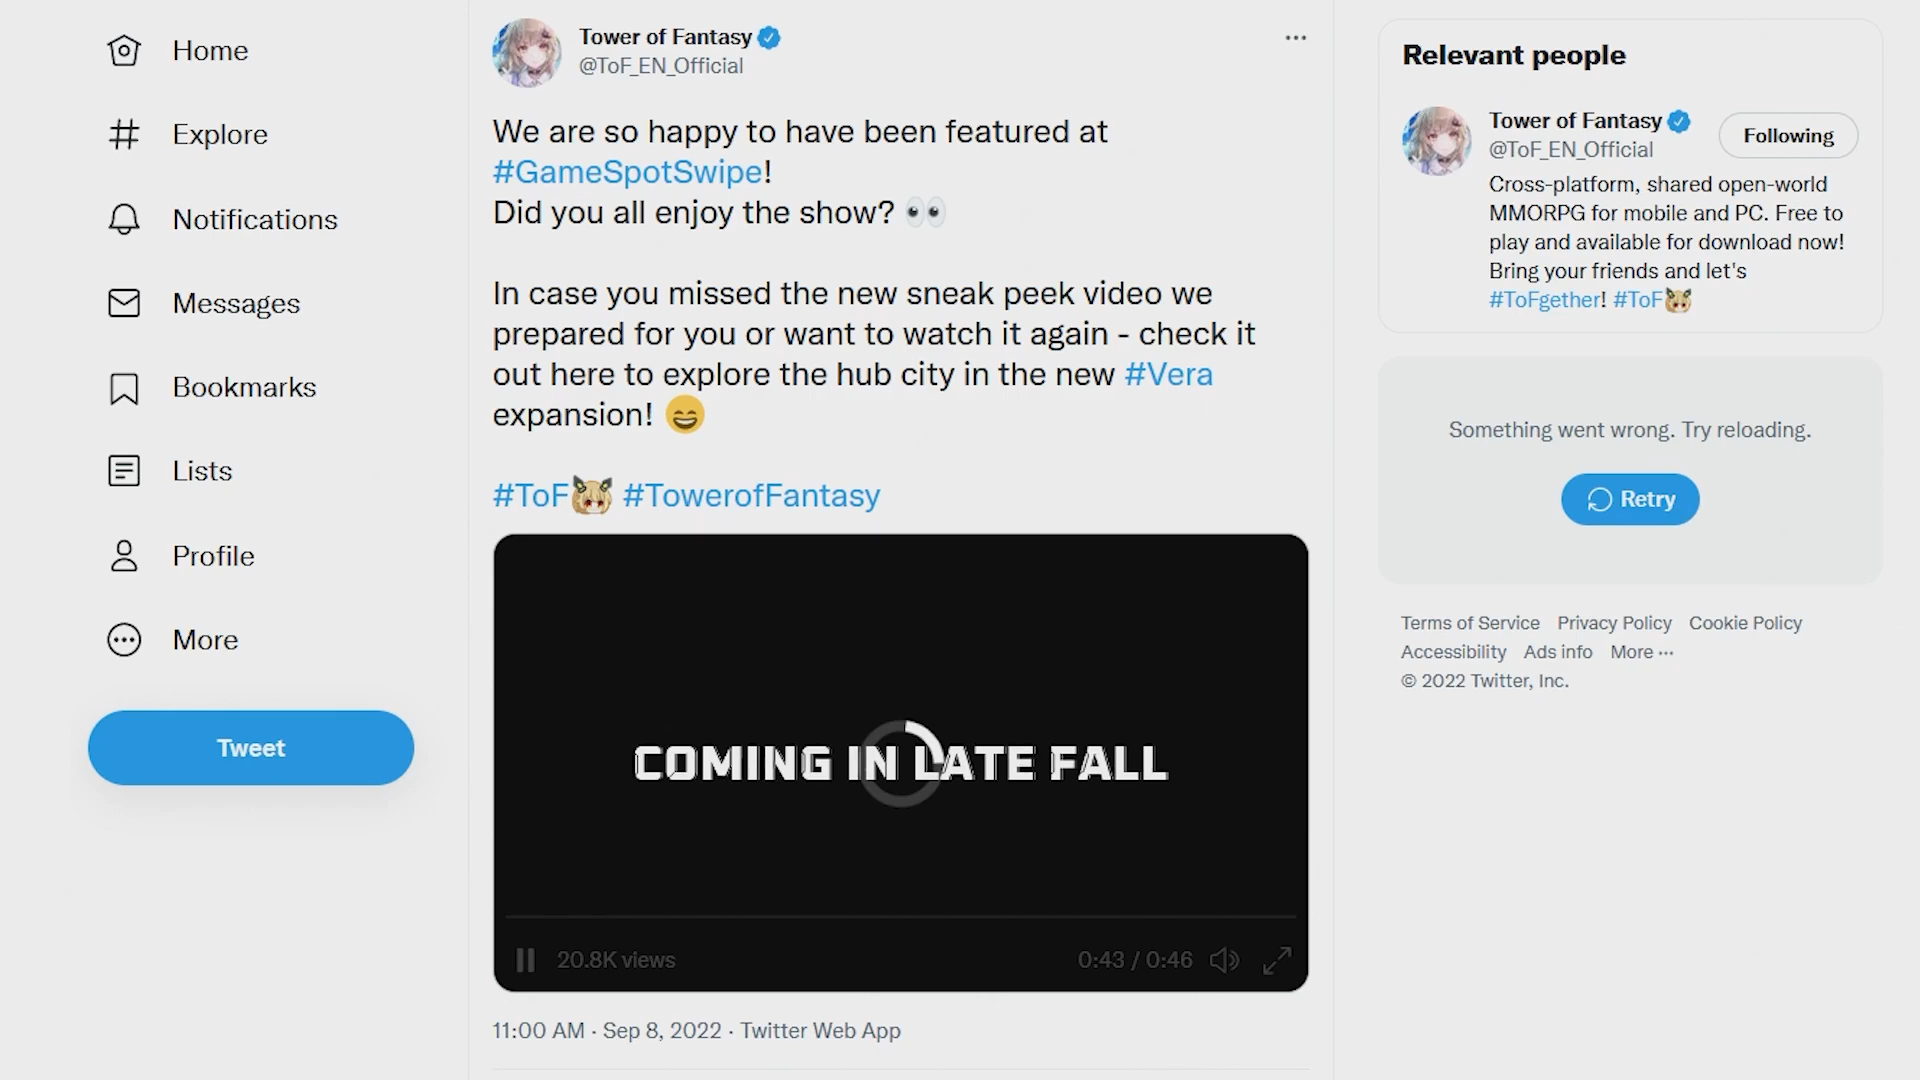 Home
Explore
Notifications
Messages
Bookmarks
Lists
Profile
More
Tweet
Tower of Fantasy
@ToF_EN_Official
We are so happy to have been featured at
#GameSpotSwipe!
Did you all enjoy the show? 👀
In case you missed the new sneak peek video we
prepared for you or want to watch it again - check it
out here to explore the hub city in the new #Vera
expansion! 😄
#ToF #TowerofFantasy
COMING IN LATE FALL
20.8K views
0:43 / 0:46
11:00 AM · Sep 8, 2022 · Twitter Web App
Relevant people
Tower of Fantasy
@ToF_EN_Official
Following
Cross-platform, shared open-world
MMORPG for mobile and PC. Free to
play and available for download now!
Bring your friends and let's
#ToFgether! #ToF
Something went wrong. Try reloading.
Retry
Terms of Service Privacy Policy Cookie Policy
Accessibility Ads info More ···
© 2022 Twitter, Inc.